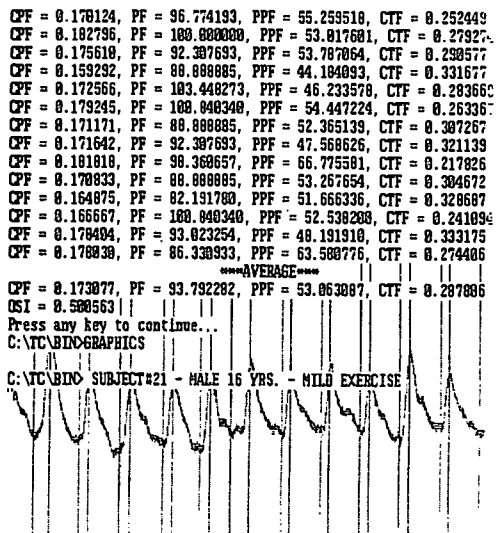 CPF = 0.170124, PF = 96.774193, PPF = 55.259518, CTF = 0.252449
CPF = 0.182796, PF = 100.000000, PPF = 53.017601, CTF = 0.27927
CPF = 0.175610, PF = 92.307693, PPF = 53.787064, CTF = 0.290577
CPF = 0.159292, PF = 88.888885, PPF = 44.184093, CTF = 0.331677
CPF = 0.172566, PF = 103.448273, PPF = 46.233578, CTF = 0.283660
CPF = 0.179245, PF = 100.840340, PPF = 54.447224, CTF = 0.263367
CPF = 0.171171, PF = 88.888885, PPF = 52.365139, CTF = 0.307267
CPF = 0.171642, PF = 92.307693, PPF = 47.568626, CTF = 0.321139
CPF = 0.181818, PF = 98.360657, PPF = 66.775581, CTF = 0.217826
CPF = 0.170833, PF = 88.888885, PPF = 53.267654, CTF = 0.304672
CPF = 0.164875, PF = 82.191780, PPF = 51.666336, CTF = 0.328687
CPF = 0.166667, PF = 100.840340, PPF = 52.538208, CTF = 0.241094
CPF = 0.178404, PF = 93.023254, PPF = 48.191910, CTF = 0.333175
CPF = 0.178030, PF = 86.330933, PPF = 63.580776, CTF = 0.274406
***AVERAGE***
CPF = 0.173077, PF = 93.792282, PPF = 53.063087, CTF = 0.287886
OSI = 0.500563
Press any key to continue...
C:\TC\BIN>GRAPHICS
C:\TC\BIN> SUBJECT#21 - MALE 16 YRS. - MILD EXERCISE